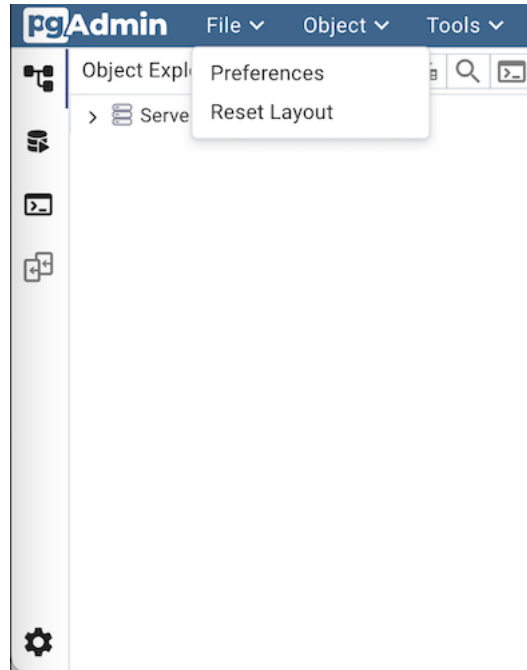 pgAdmin File Object Tools
Object Expl
Preferences
Serve
Reset Layout